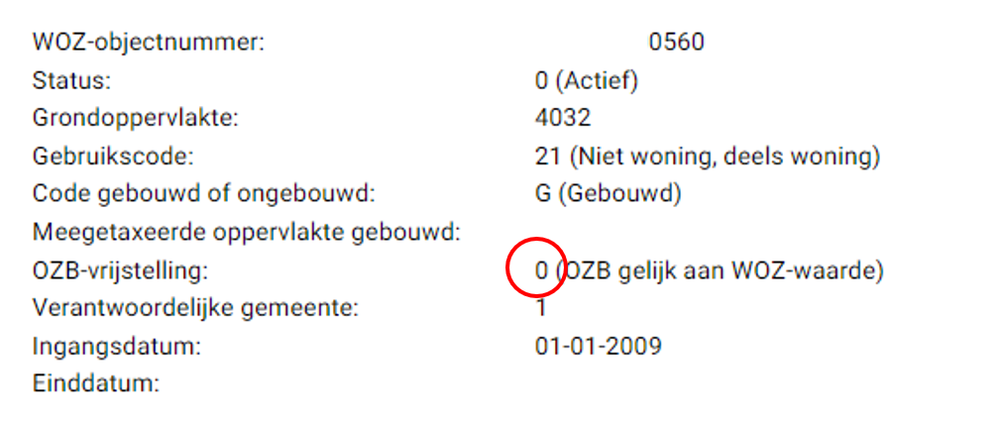 WOZ-objectnummer: 0560
Status: 0 (Actief)
Grondoppervlakte: 4032
Gebruikscode: 21 (Niet woning, deels woning)
Code gebouwd of ongebouwd: G (Gebouwd)
Meegetaxeerde oppervlakte gebouwd:
OZB-vrijstelling: 0 (OZB gelijk aan WOZ-waarde)
Verantwoordelijke gemeente: 1
Ingangsdatum: 01-01-2009
Einddatum: